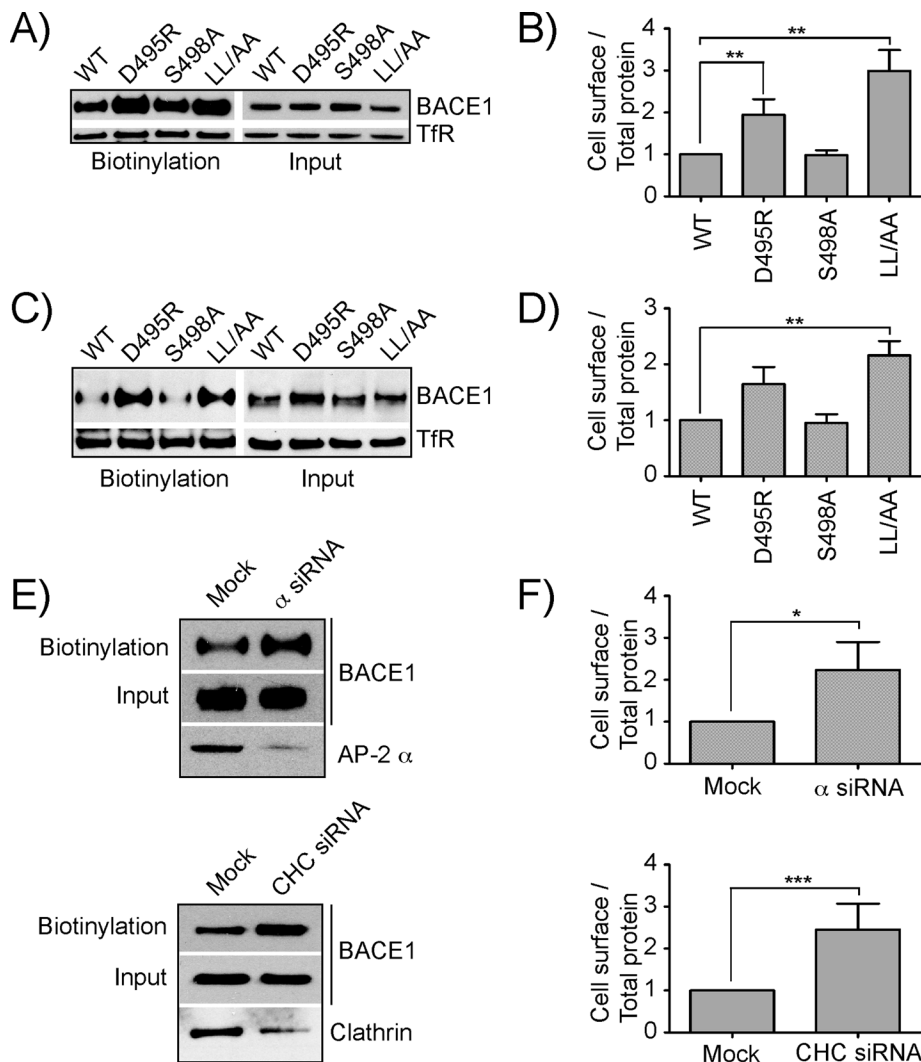 A)
WT D495R S498A LL/AA WT D495R S498A LL/AA
BACE1
TfR
Biotinylation Input
B)
Cell surface /
Total protein
4
3
2
1
0
** **
WT D495R S498A LL/AA
C)
WT D495R S498A LL/AA WT D495R S498A LL/AA
BACE1
TfR
Biotinylation Input
D)
Cell surface /
Total protein
3
2
1
0
**
WT D495R S498A LL/AA
E)
Mock α siRNA
Biotinylation
Input
BACE1
AP-2 α
Mock CHC siRNA
Biotinylation
Input
BACE1
Clathrin
F)
Cell surface /
Total protein
4
3
2
1
0
*
Mock α siRNA
Cell surface /
Total protein
4
3
2
1
0
***
Mock CHC siRNA